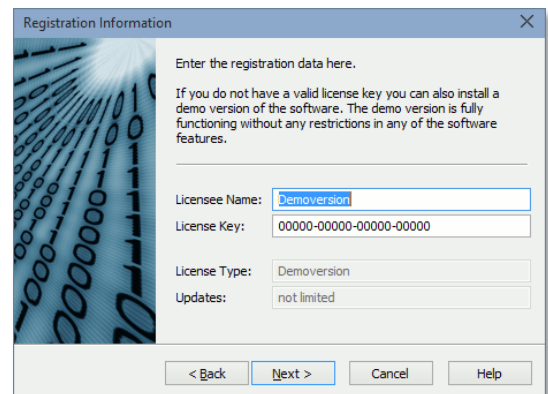 Registration Information
Enter the registration data here.
If you do not have a valid license key you can also install a
demo version of the software. The demo version is fully
functioning without any restrictions in any of the software
features.
Licensee Name: Demoversion
License Key: 00000-00000-00000-00000
License Type: Demoversion
Updates: not limited
< Back Next > Cancel Help